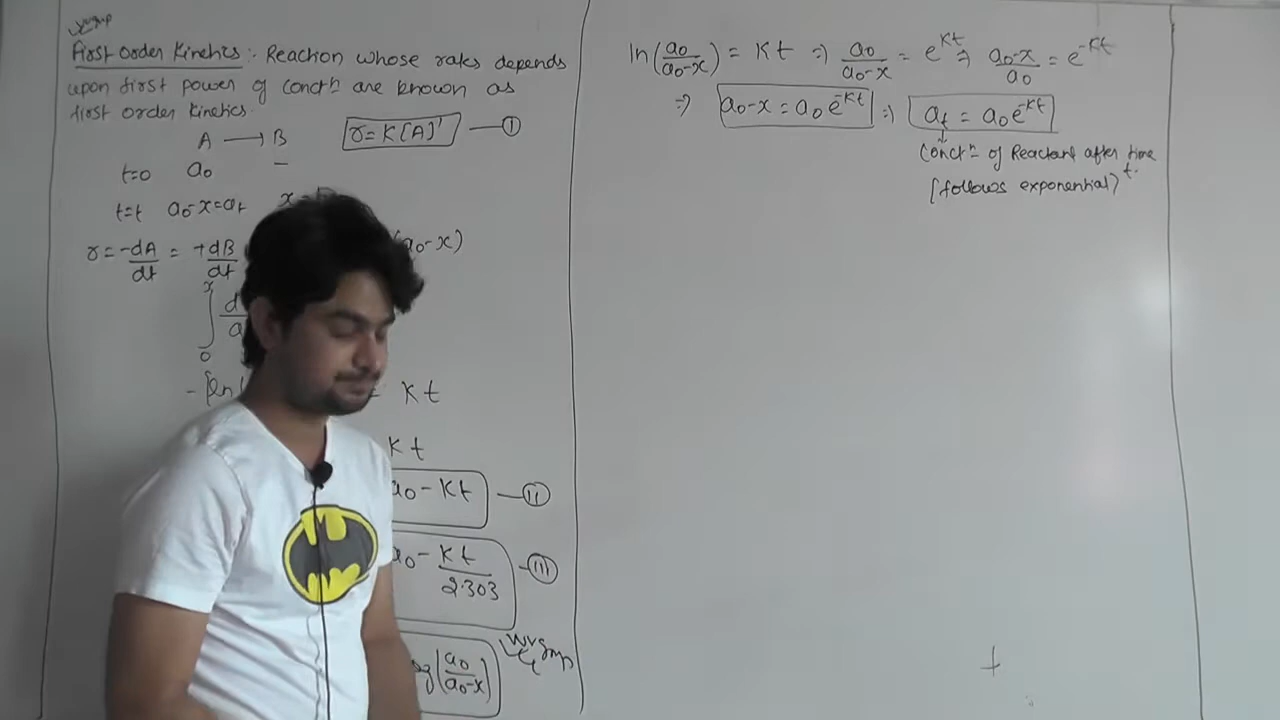 First Order Kinetics :- Reaction whose rates depends
upon first power of Concⁿ are known as
first order Kinetics.
A → B r = K[A]¹ — (I)
t=0 a₀ —
t=t a₀-x=aₜ x
r = -dA/dt = +dB/dt (a₀-x)
∫₀ˣ
= Kt
Kt
a₀ - Kt — (II)
a₀ - Kt/2.303 — (III)
(a₀/a₀-x)
ln(a₀/a₀-x) = Kt ⇒ a₀/a₀-x = e^Kt ⇒ a₀-x/a₀ = e^-Kt
⇒ a₀-x = a₀e^-Kt ⇒ aₜ = a₀e^-Kt
Concⁿ of Reactant after time t.
[follows exponential)